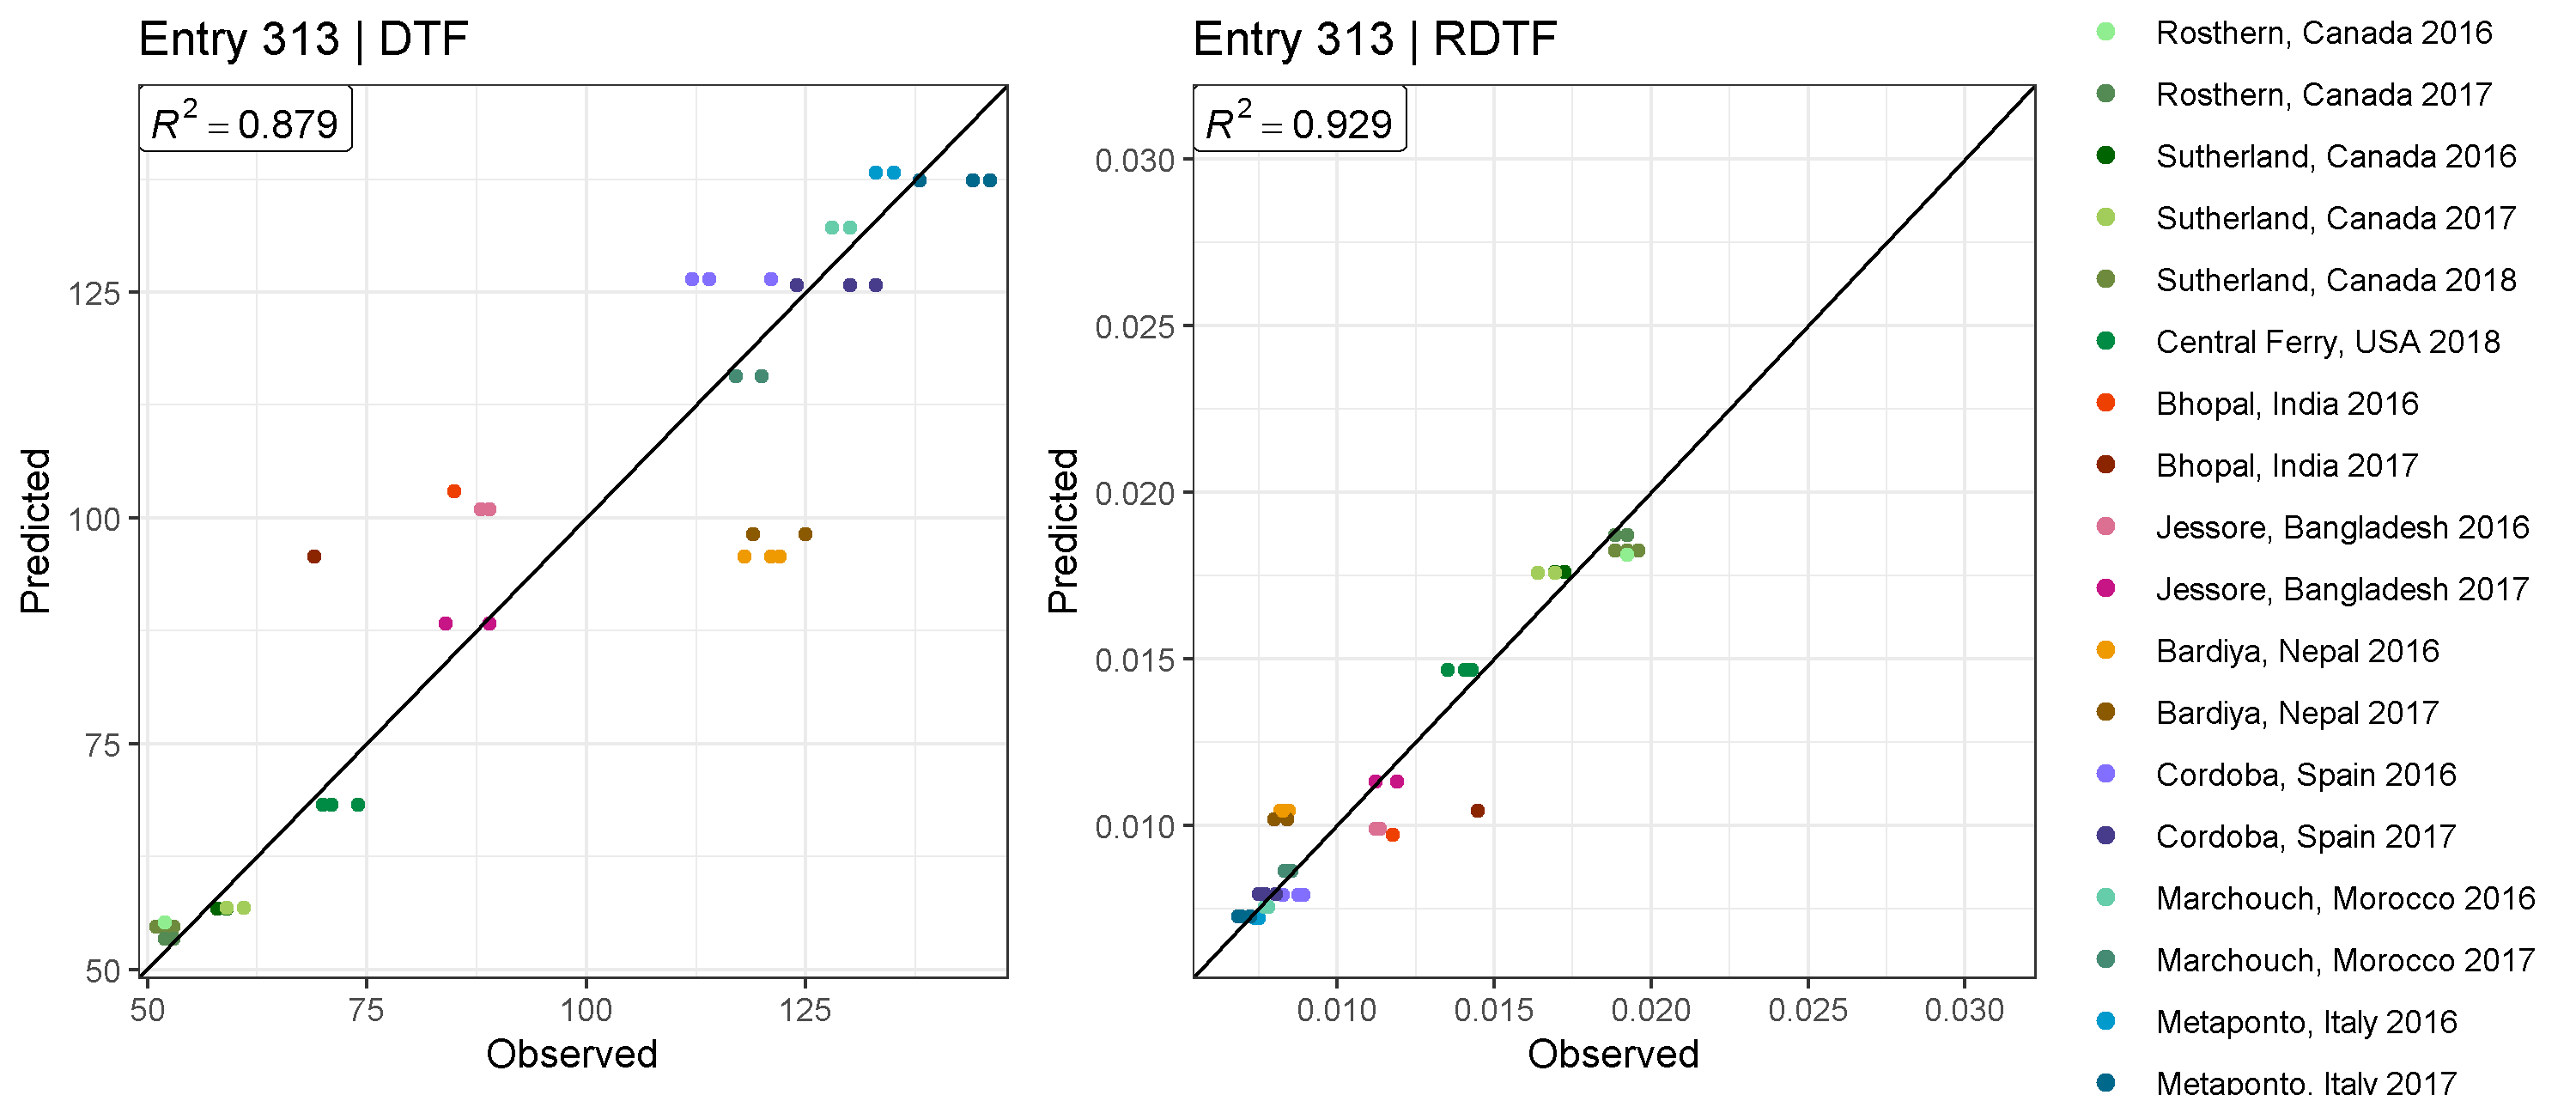 Entry 313 | DTF
R² = 0.879
125
100
75
50
50 75 100 125
Observed
Predicted
Entry 313 | RDTF
R² = 0.929
0.030
0.025
0.020
0.015
0.010
0.010 0.015 0.020 0.025 0.030
Observed
Predicted
Rosthern, Canada 2016
Rosthern, Canada 2017
Sutherland, Canada 2016
Sutherland, Canada 2017
Sutherland, Canada 2018
Central Ferry, USA 2018
Bhopal, India 2016
Bhopal, India 2017
Jessore, Bangladesh 2016
Jessore, Bangladesh 2017
Bardiya, Nepal 2016
Bardiya, Nepal 2017
Cordoba, Spain 2016
Cordoba, Spain 2017
Marchouch, Morocco 2016
Marchouch, Morocco 2017
Metaponto, Italy 2016
Metaponto, Italy 2017